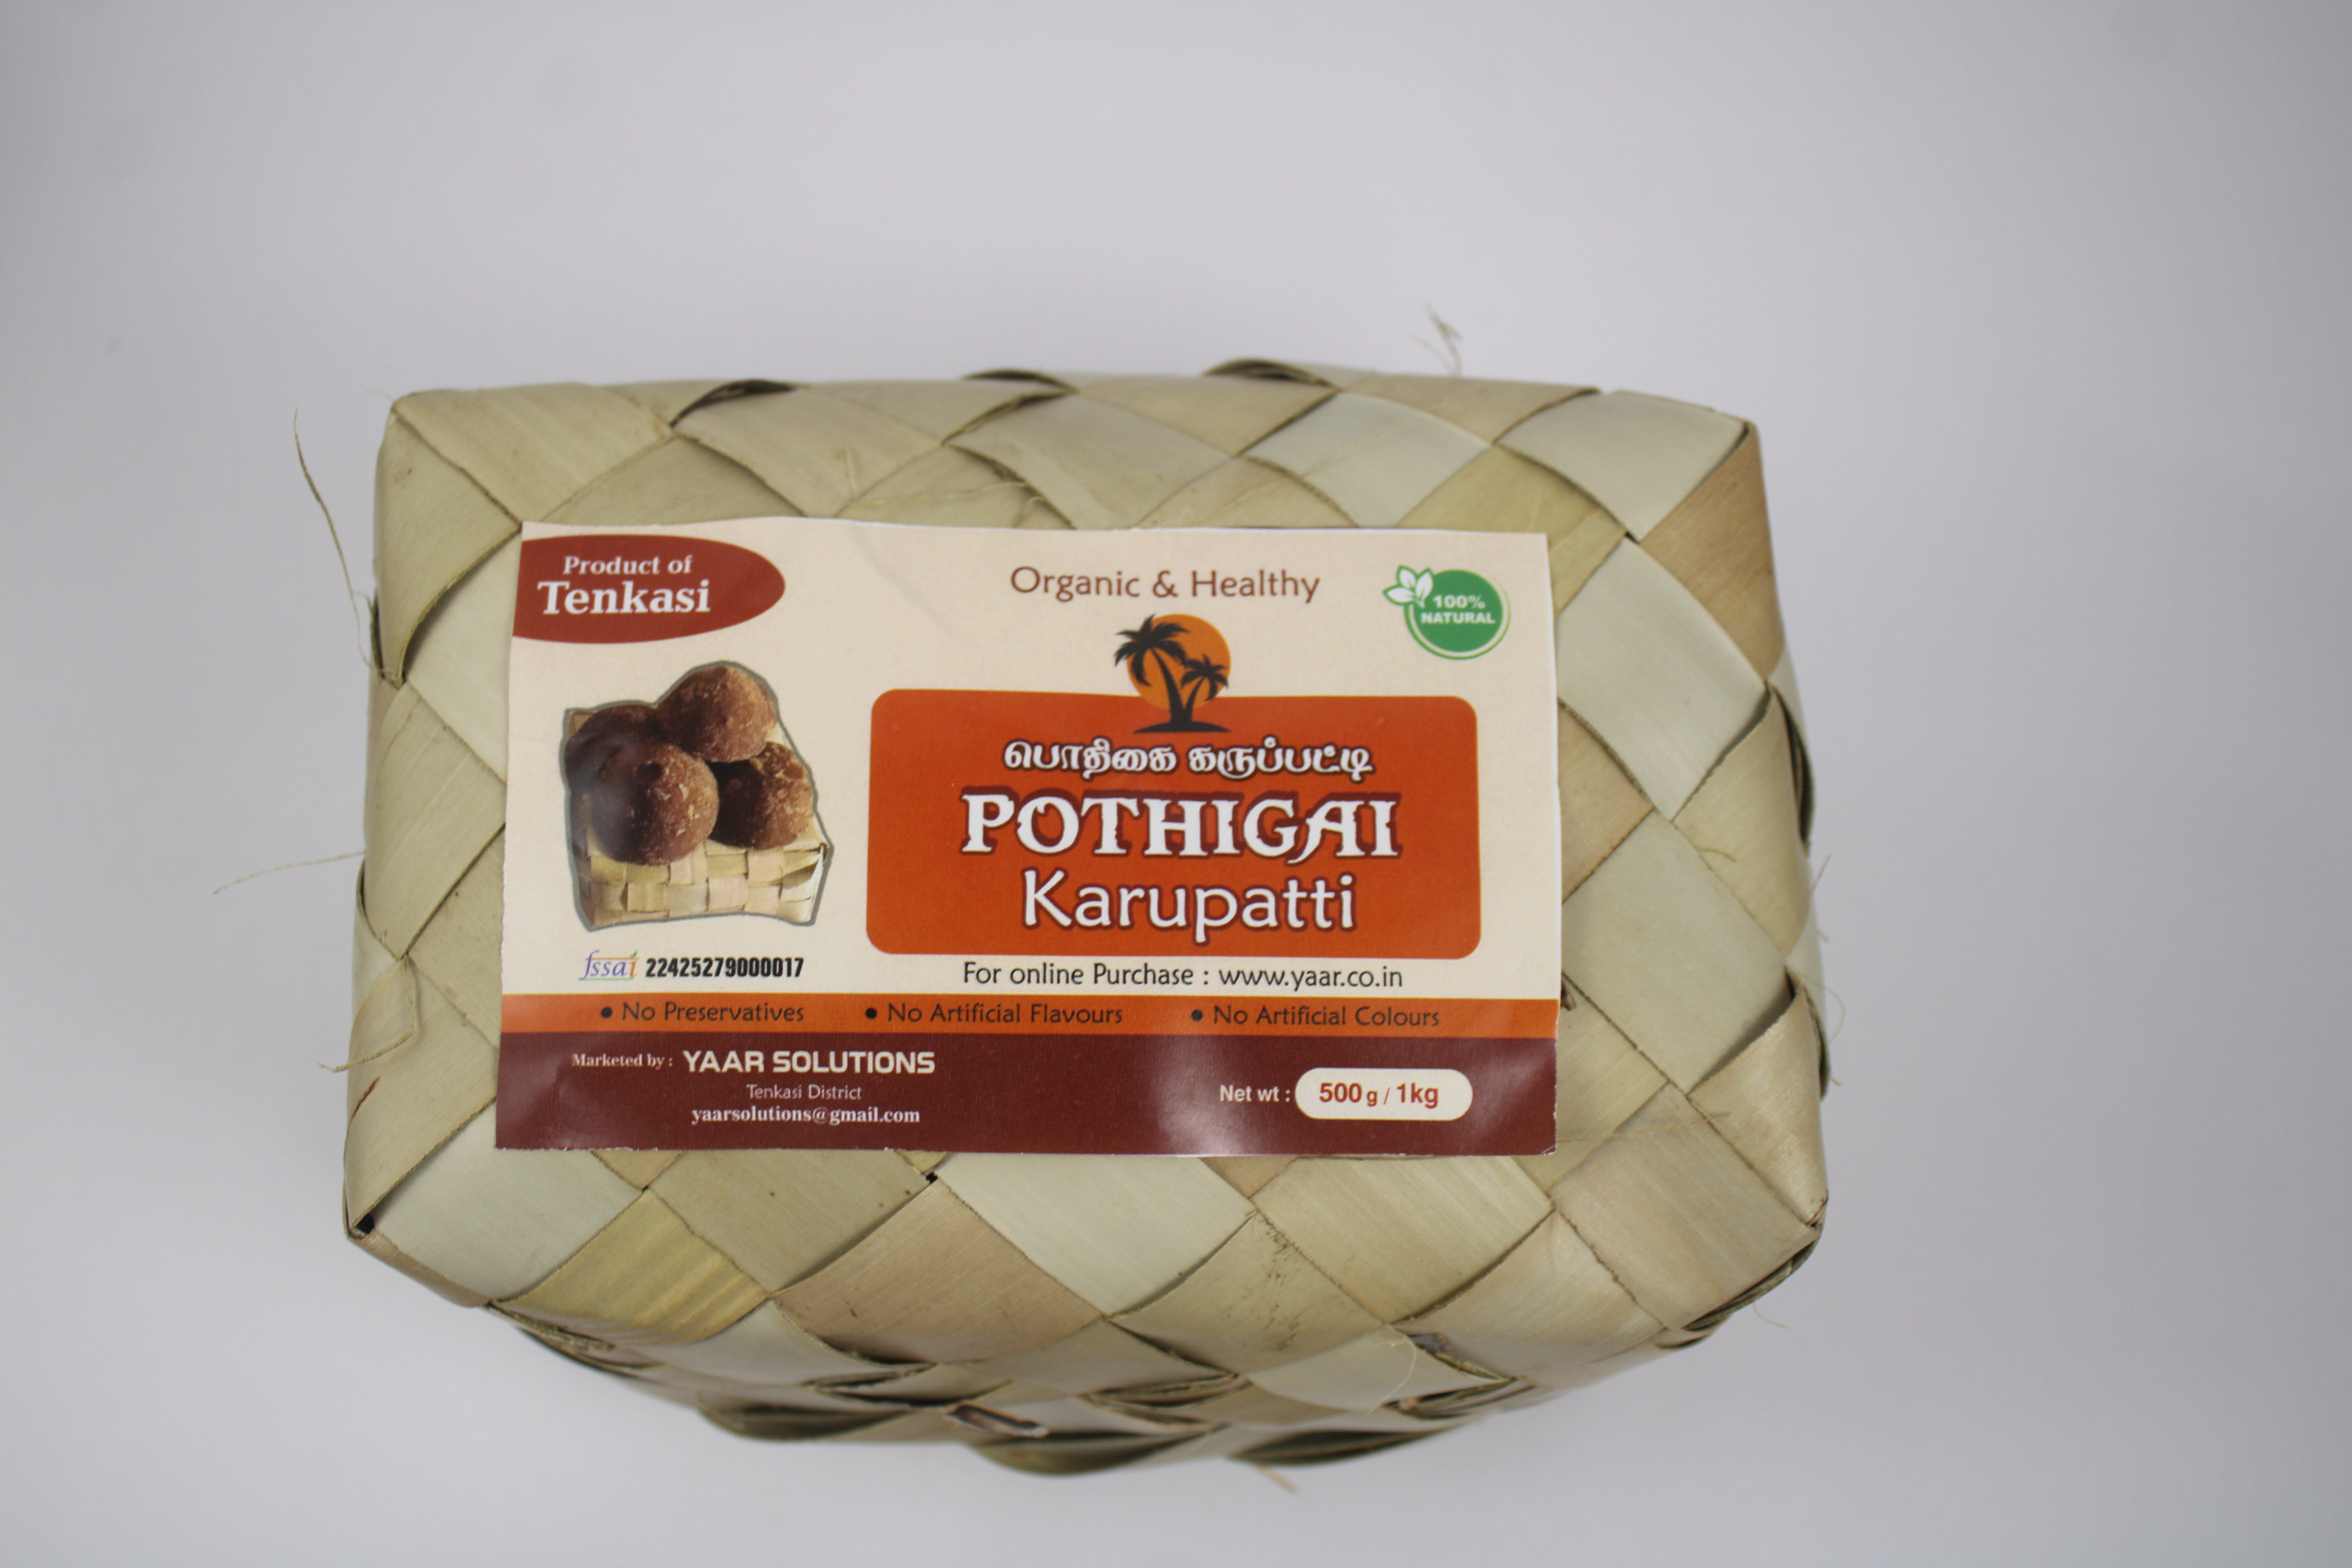 Product of
Tenkasi
Organic & Healthy
100%
NATURAL
பொதிகை கருப்பட்டி
POTHIGAI
Karupatti
fssai 22425279000017
For online Purchase : www.yaar.co.in
• No Preservatives • No Artificial Flavours • No Artificial Colours
Marketed by : YAAR SOLUTIONS
Tenkasi District
yaarsolutions@gmail.com
Net wt : 500 g / 1kg